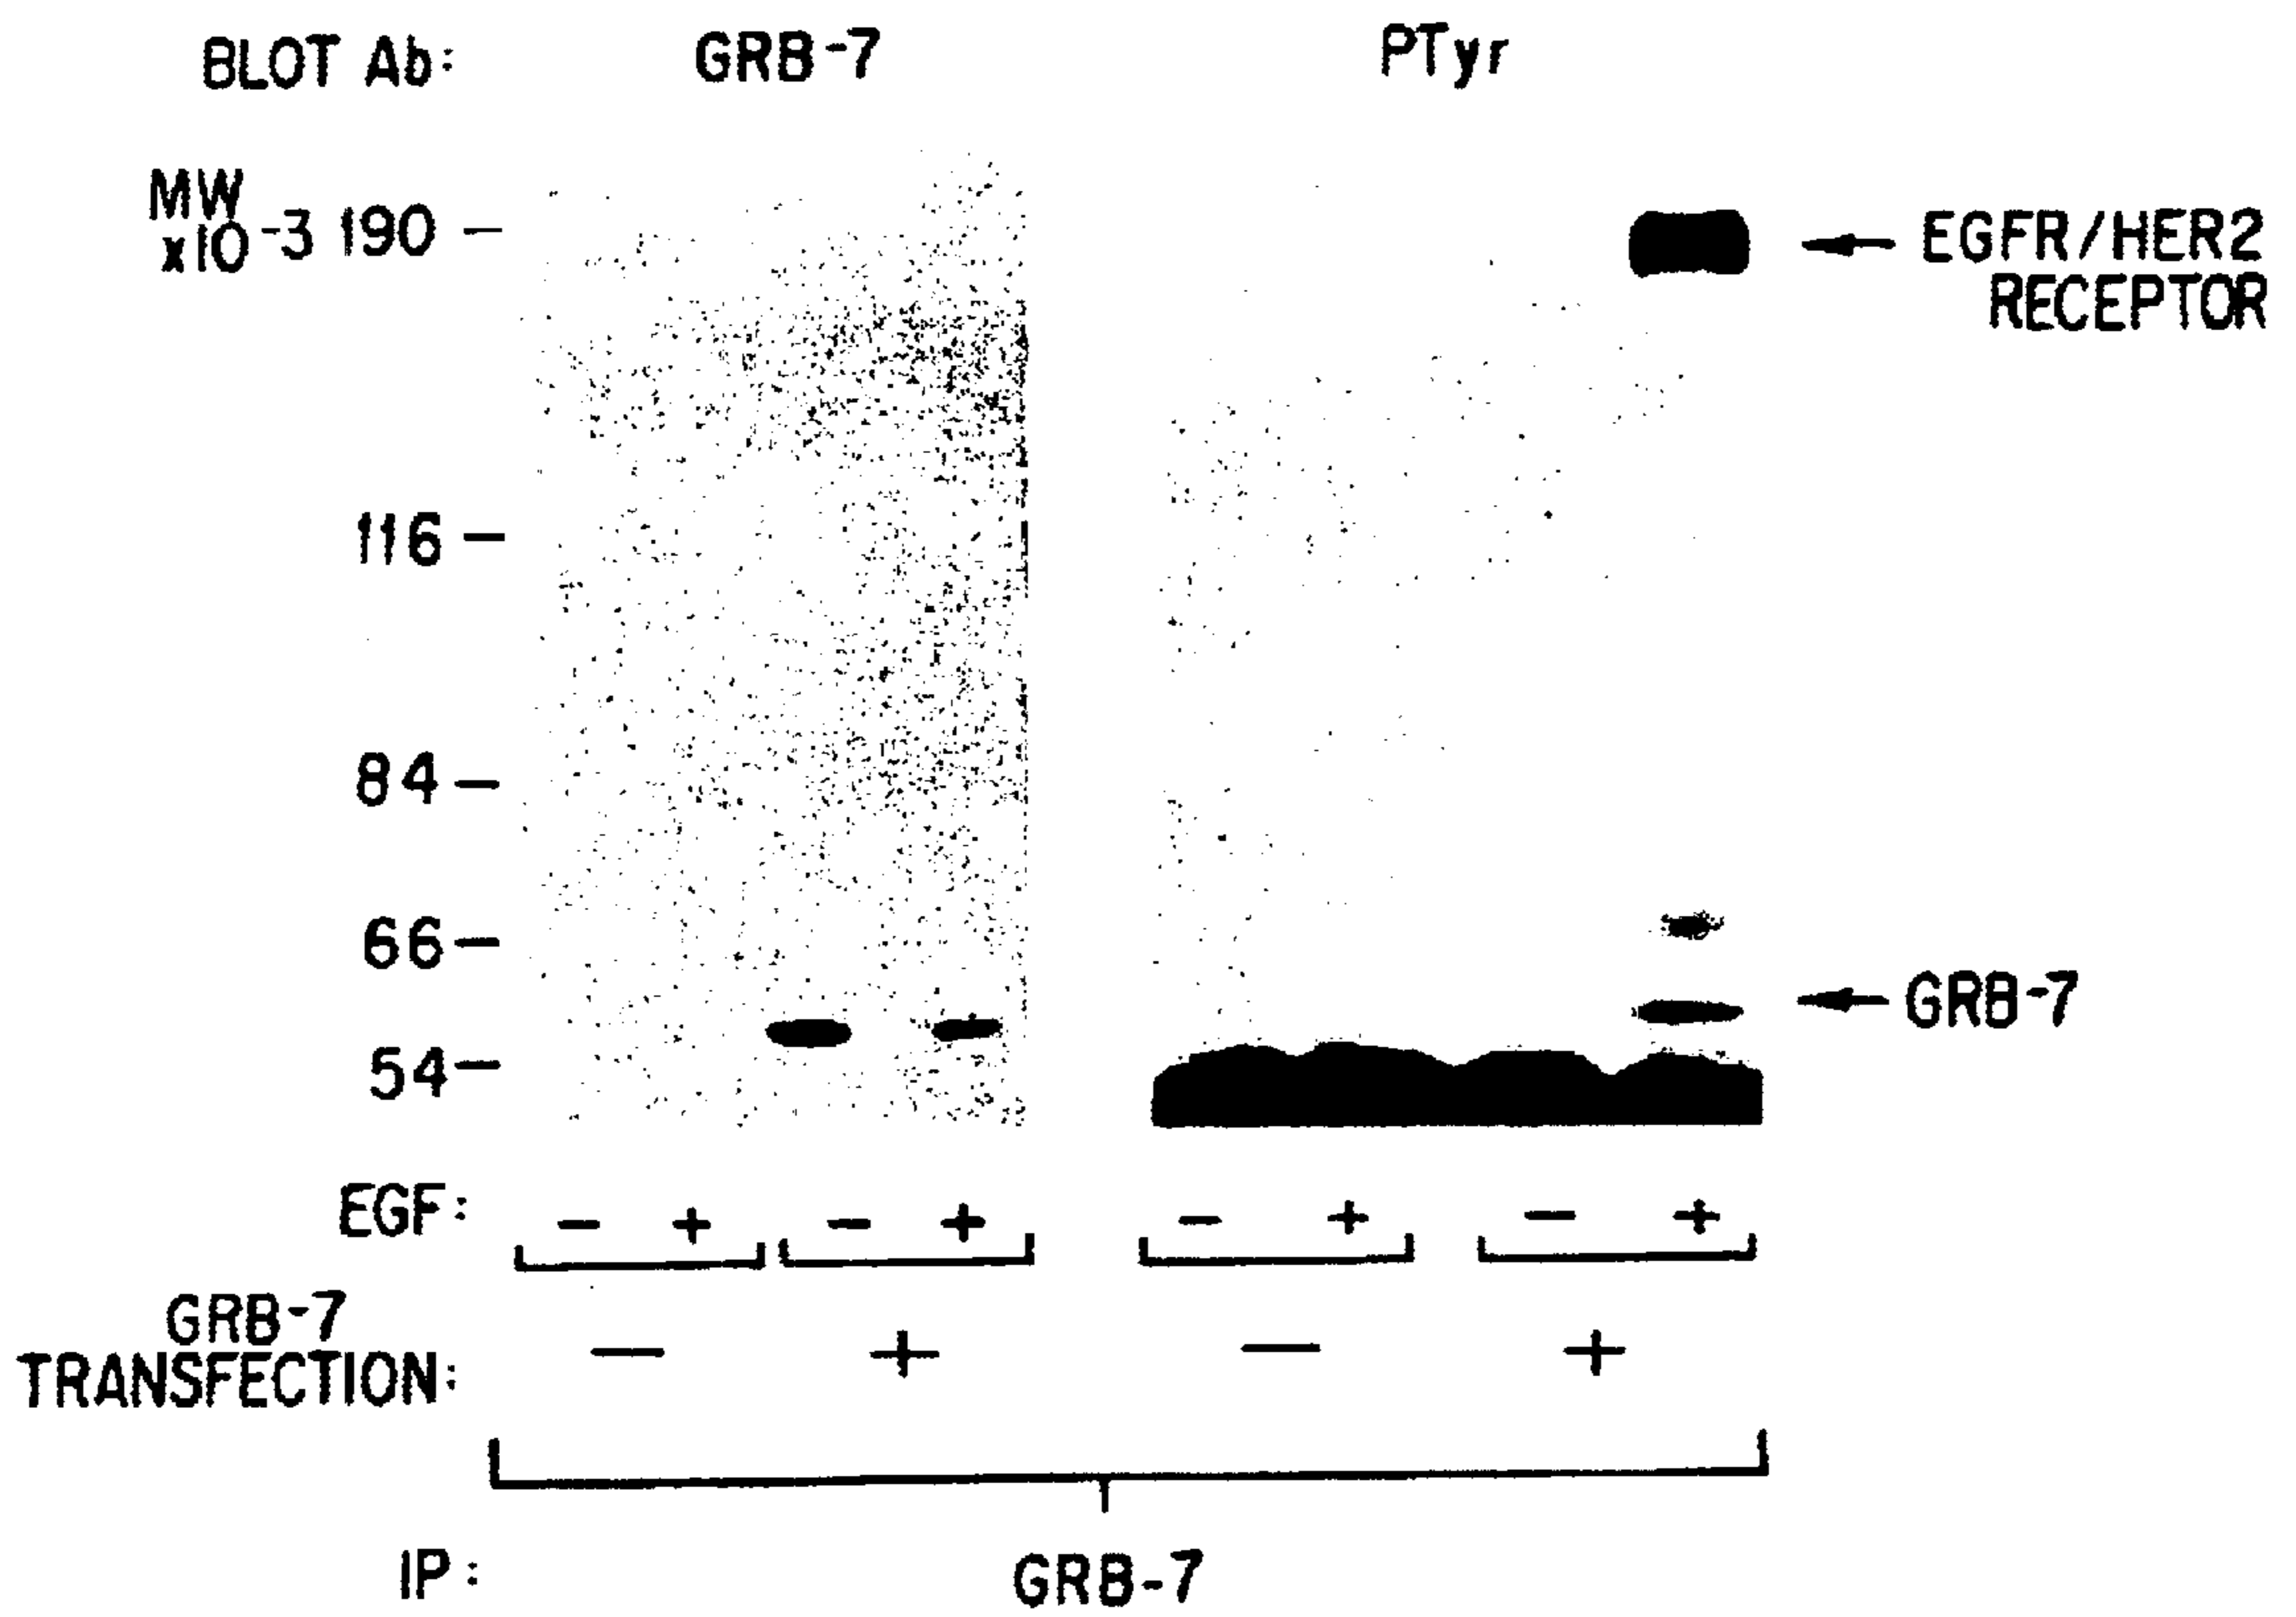 BLOT Ab: GRB-7 PTyr
MW
x10-3 190 –
EGFR/HER2
RECEPTOR
116 –
84 –
66 –
GRB-7
54 –
EGF: – + – + – + – +
GRB-7
TRANSFECTION: – + – +
IP: GRB-7